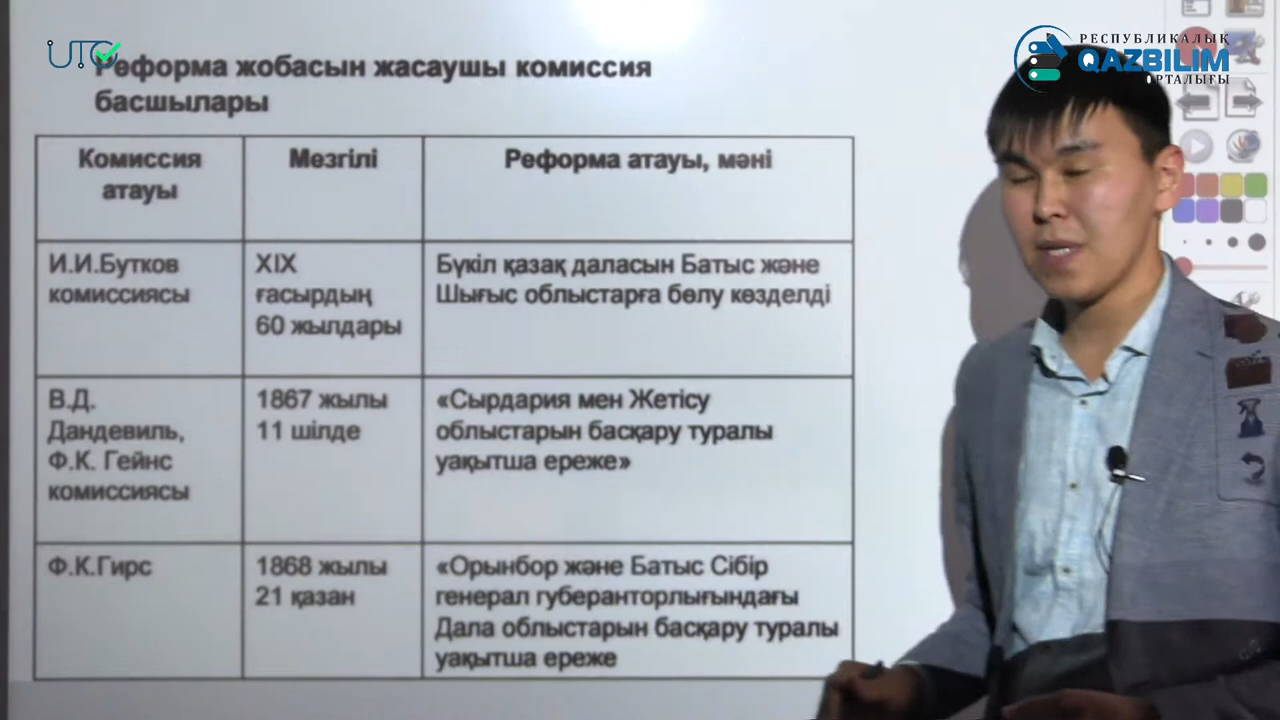 UTO
РЕСПУБЛИКАЛЫҚ
QAZBILIM
ОРТАЛЫҒЫ
Реформа жобасын жасаушы комиссия
басшылары
Комиссия
атауы
Мезгілі
Реформа атауы, мәні
И.И.Бутков
комиссиясы
XIX
ғасырдың
60 жылдары
Бүкіл қазақ даласын Батыс және
Шығыс облыстарға бөлу көзделді
В.Д.
Дандевиль,
Ф.К. Гейнс
комиссиясы
1867 жылы
11 шілде
«Сырдария мен Жетісу
облыстарын басқару туралы
уақытша ереже»
Ф.К.Гирс
1868 жылы
21 қазан
«Орынбор және Батыс Сібір
генерал губеранторлығындағы
Дала облыстарын басқару туралы
уақытша ереже